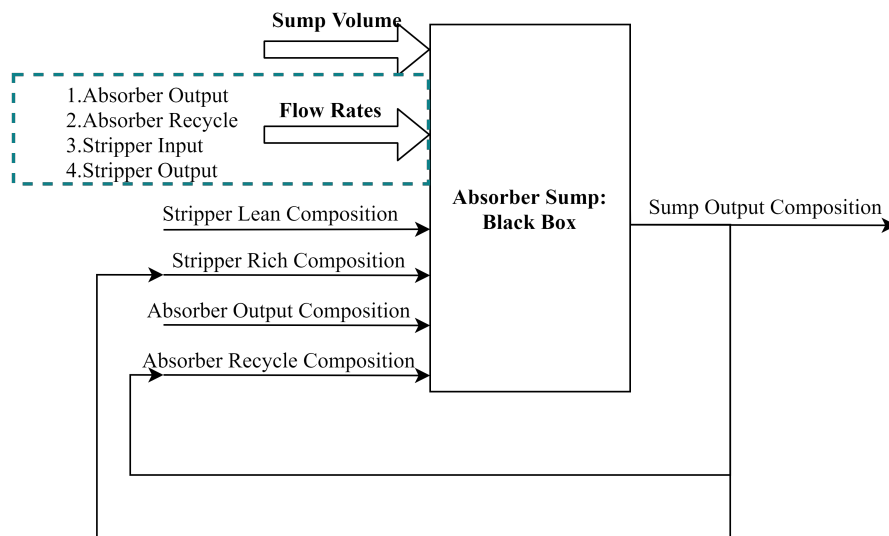 Sump Volume
1.Absorber Output
2.Absorber Recycle
3.Stripper Input
4.Stripper Output
Flow Rates
Stripper Lean Composition
Stripper Rich Composition
Absorber Output Composition
Absorber Recycle Composition
Absorber Sump:
Black Box
Sump Output Composition